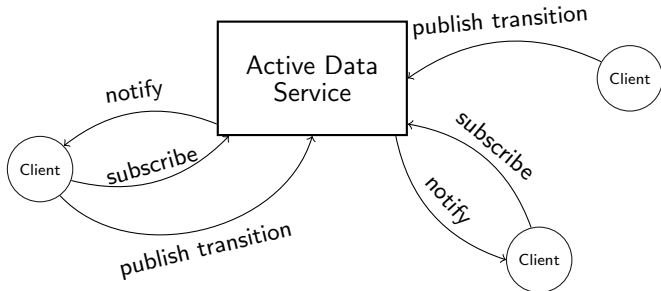 publish transition
Active Data
Service
Client
notify
subscribe
Client
subscribe
notify
publish transition
Client